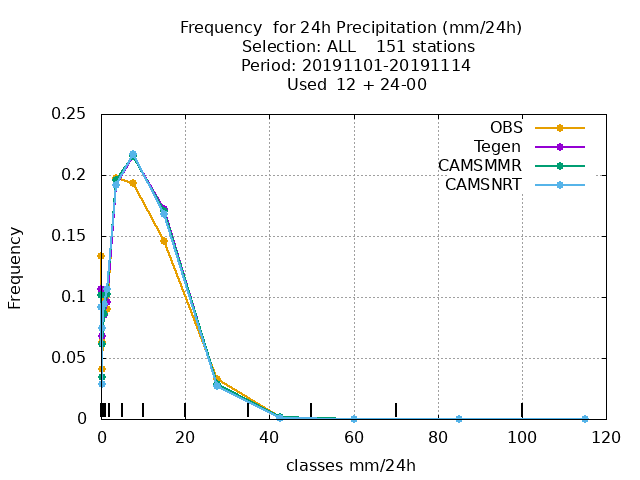 Frequency  for 24h Precipitation (mm/24h)
Selection: ALL    151 stations
Period: 20191101-20191114
Used  12 + 24-00
0.25
0.2
0.15
0.1
0.05
0
Frequency
OBS
Tegen
CAMSMMR
CAMSNRT
0 20 40 60 80 100 120
classes mm/24h